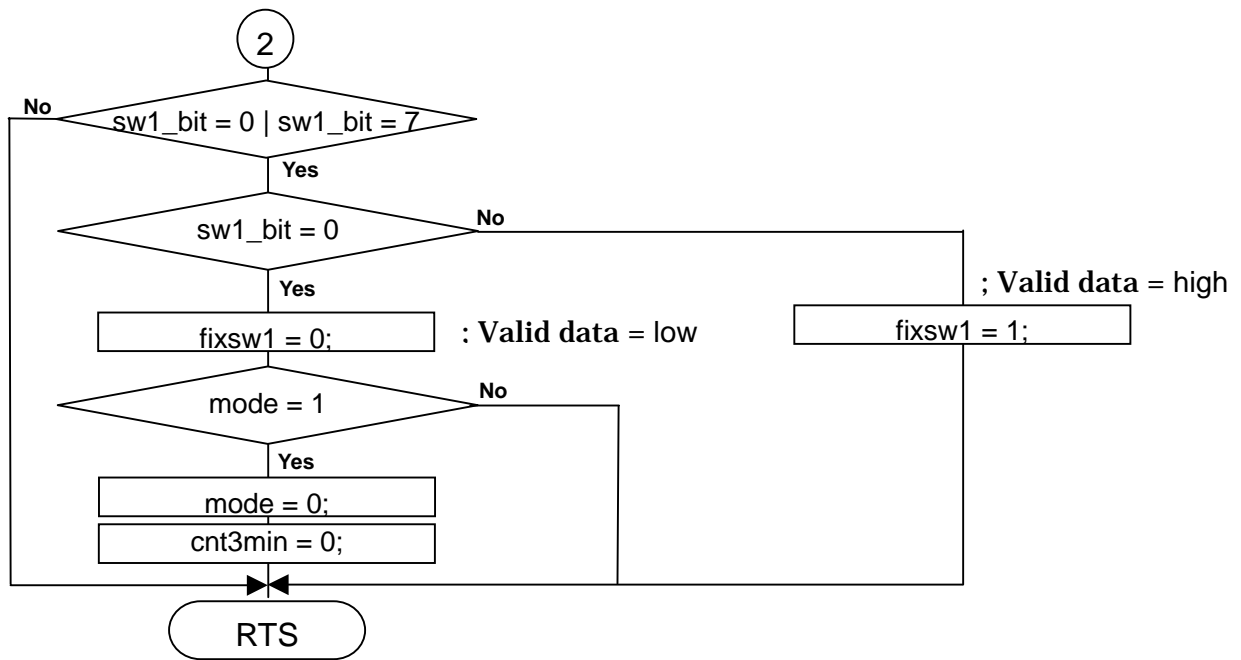 2
No
sw1_bit = 0 | sw1_bit = 7
Yes
sw1_bit = 0
No
Yes
; Valid data = high
fixsw1 = 0;
; Valid data = low
fixsw1 = 1;
mode = 1
No
Yes
mode = 0;
cnt3min = 0;
RTS